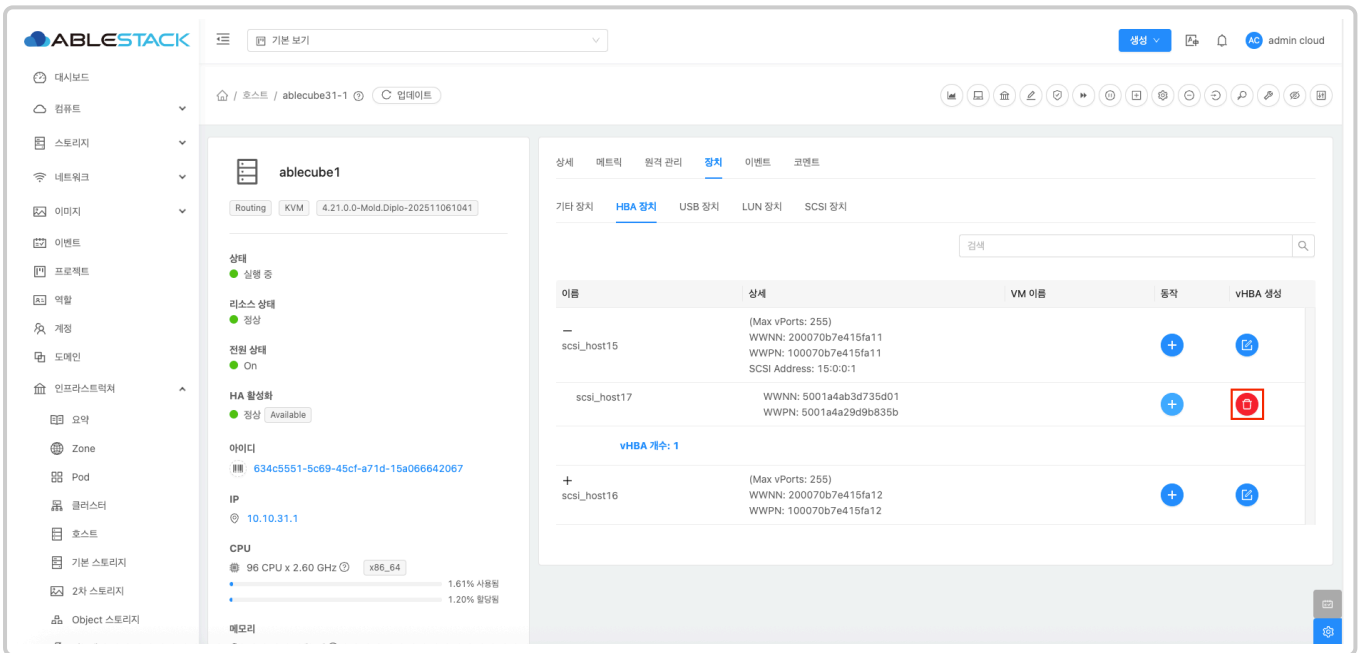 ABLESTACK
기본 보기
생성
AC admin cloud
대시보드
컴퓨트
스토리지
네트워크
이미지
이벤트
프로젝트
역할
계정
도메인
인프라스트럭쳐
요약
Zone
Pod
클러스터
호스트
기본 스토리지
2차 스토리지
Object 스토리지
/ 호스트 / ablecube31-1 업데이트
ablecube1
Routing KVM 4.21.0.0-Mold.Diplo-202511061041
상태
실행 중
리소스 상태
정상
전원 상태
On
HA 활성화
정상 Available
아이디
634c5551-5c69-45cf-a71d-15a066642067
IP
10.10.31.1
CPU
96 CPU x 2.60 GHz x86_64
1.61% 사용됨
1.20% 할당됨
메모리
상세 메트릭 원격 관리 장치 이벤트 코멘트
기타 장치 HBA 장치 USB 장치 LUN 장치 SCSI 장치
검색
이름 상세 VM 이름 동작 vHBA 생성
scsi_host15
(Max vPorts: 255)
WWNN: 200070b7e415fa11
WWPN: 100070b7e415fa11
SCSI Address: 15:0:0:1
scsi_host17
WWNN: 5001a4ab3d735d01
WWPN: 5001a4a29d9b835b
vHBA 개수: 1
scsi_host16
(Max vPorts: 255)
WWNN: 200070b7e415fa12
WWPN: 100070b7e415fa12